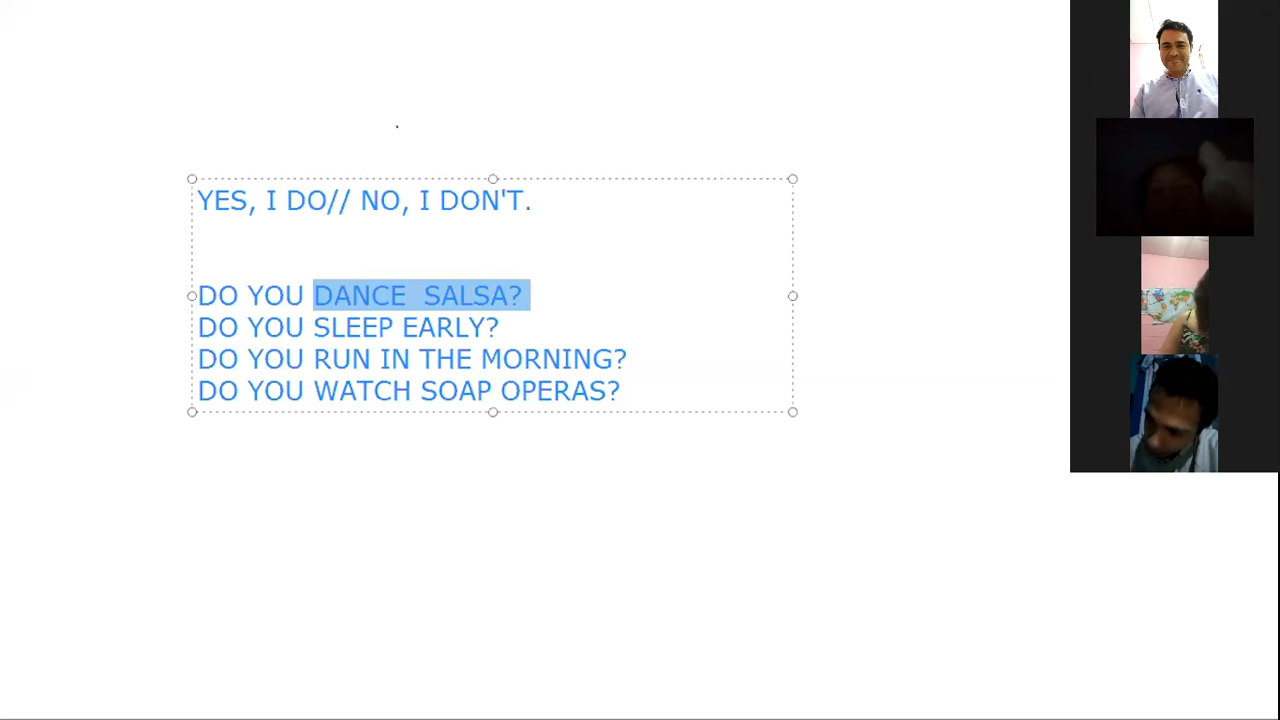 YES, I DO// NO, I DON'T.
DO YOU DANCE  SALSA?
DO YOU SLEEP EARLY?
DO YOU RUN IN THE MORNING?
DO YOU WATCH SOAP OPERAS?